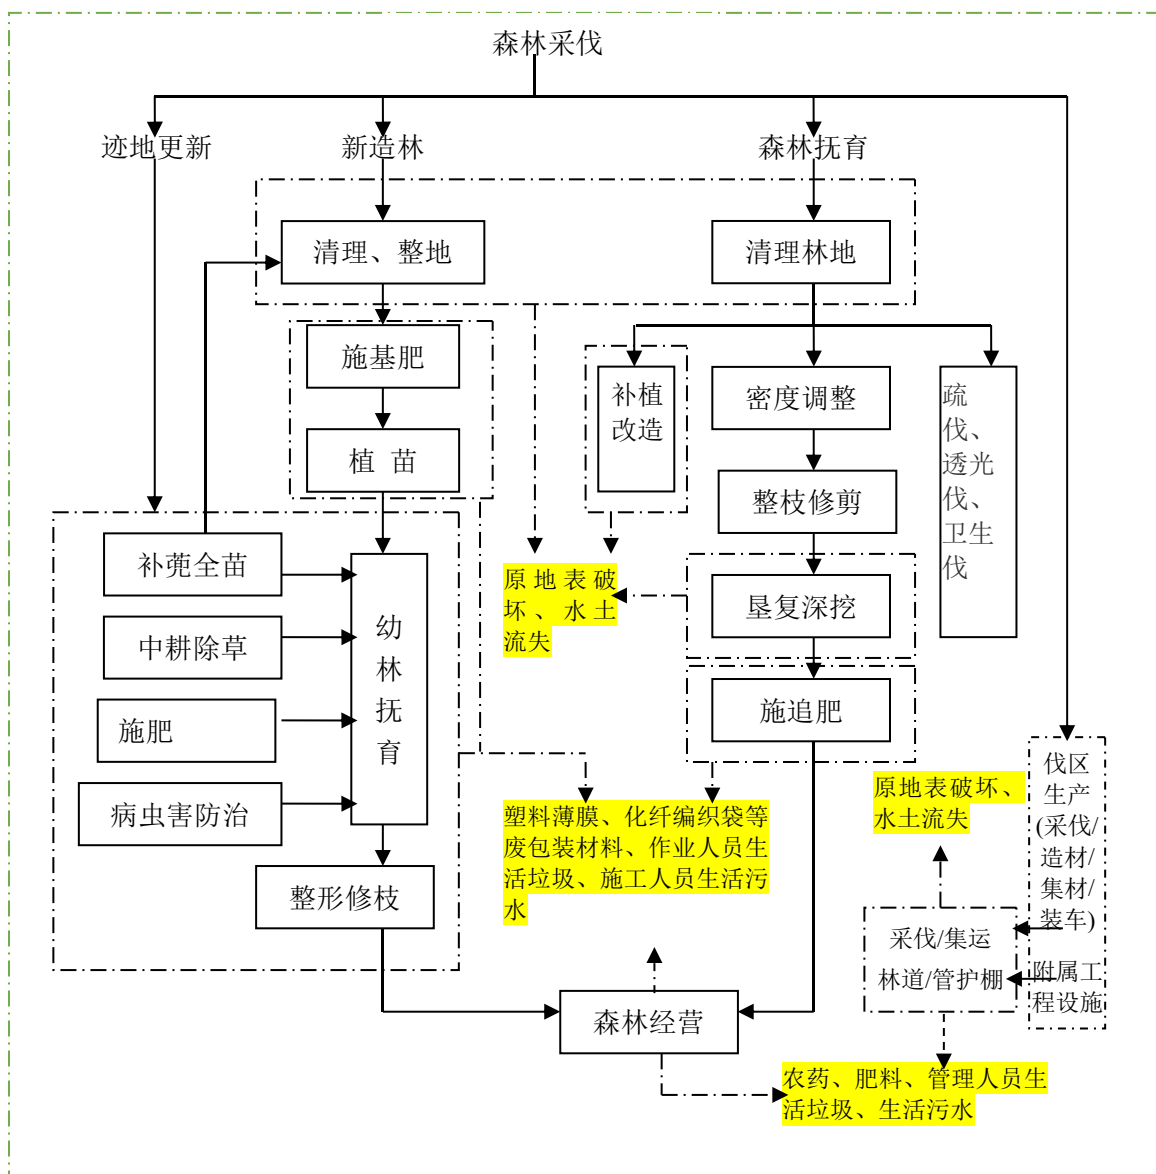 森林采伐
迹地更新
新造林
森林抚育
清理、整地
清理林地
施基肥
植 苗
补植
改造
密度调整
疏
伐、
透光
伐、
卫生
伐
整枝修剪
补蔸全苗
中耕除草
施肥
病虫害防治
幼
林
抚
育
原地表破
坏、水土
流失
垦复深挖
施追肥
整形修枝
塑料薄膜、化纤编织袋等
废包装材料、作业人员生
活垃圾、施工人员生活污
水
原地表破坏、
水土流失
伐区
生产
(采伐/
造材/
集材/
装车)
附属工
程设施
采伐/集运
林道/管护棚
森林经营
农药、肥料、管理人员生
活垃圾、生活污水